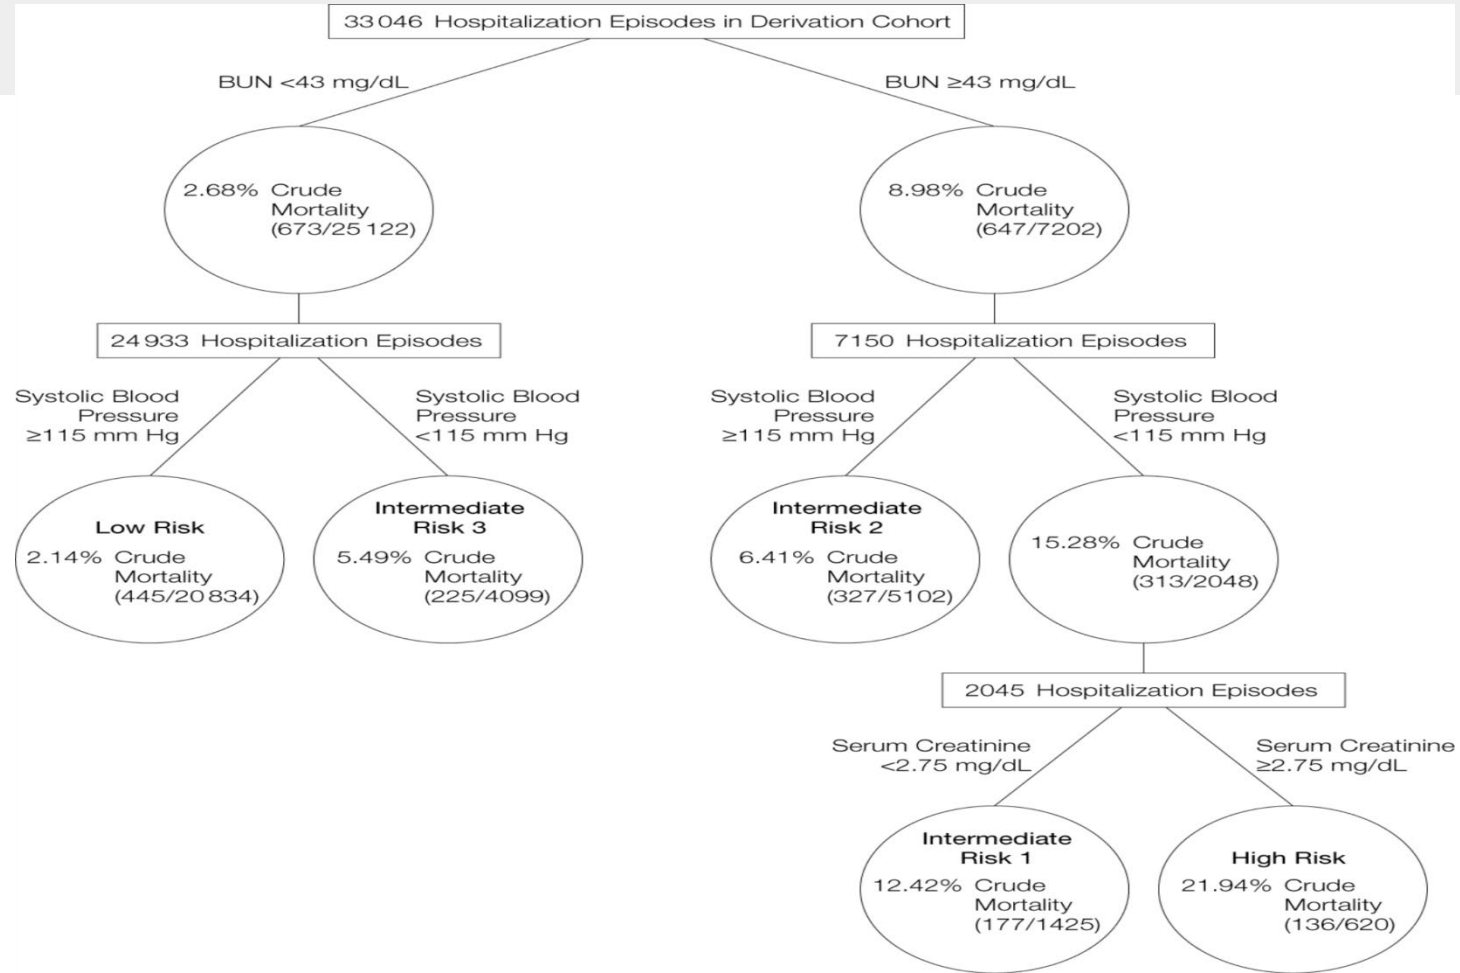 33 046 Hospitalization Episodes in Derivation Cohort
BUN <43 mg/dL
BUN ≥43 mg/dL
2.68% Crude
Mortality
(673/25 122)
8.98% Crude
Mortality
(647/7202)
24 933 Hospitalization Episodes
7150 Hospitalization Episodes
Systolic Blood
Pressure
≥115 mm Hg
Systolic Blood
Pressure
<115 mm Hg
Systolic Blood
Pressure
≥115 mm Hg
Systolic Blood
Pressure
<115 mm Hg
Low Risk
2.14% Crude
Mortality
(445/20 834)
Intermediate
Risk 3
5.49% Crude
Mortality
(225/4099)
Intermediate
Risk 2
6.41% Crude
Mortality
(327/5102)
15.28% Crude
Mortality
(313/2048)
2045 Hospitalization Episodes
Serum Creatinine
<2.75 mg/dL
Serum Creatinine
≥2.75 mg/dL
Intermediate
Risk 1
12.42% Crude
Mortality
(177/1425)
High Risk
21.94% Crude
Mortality
(136/620)